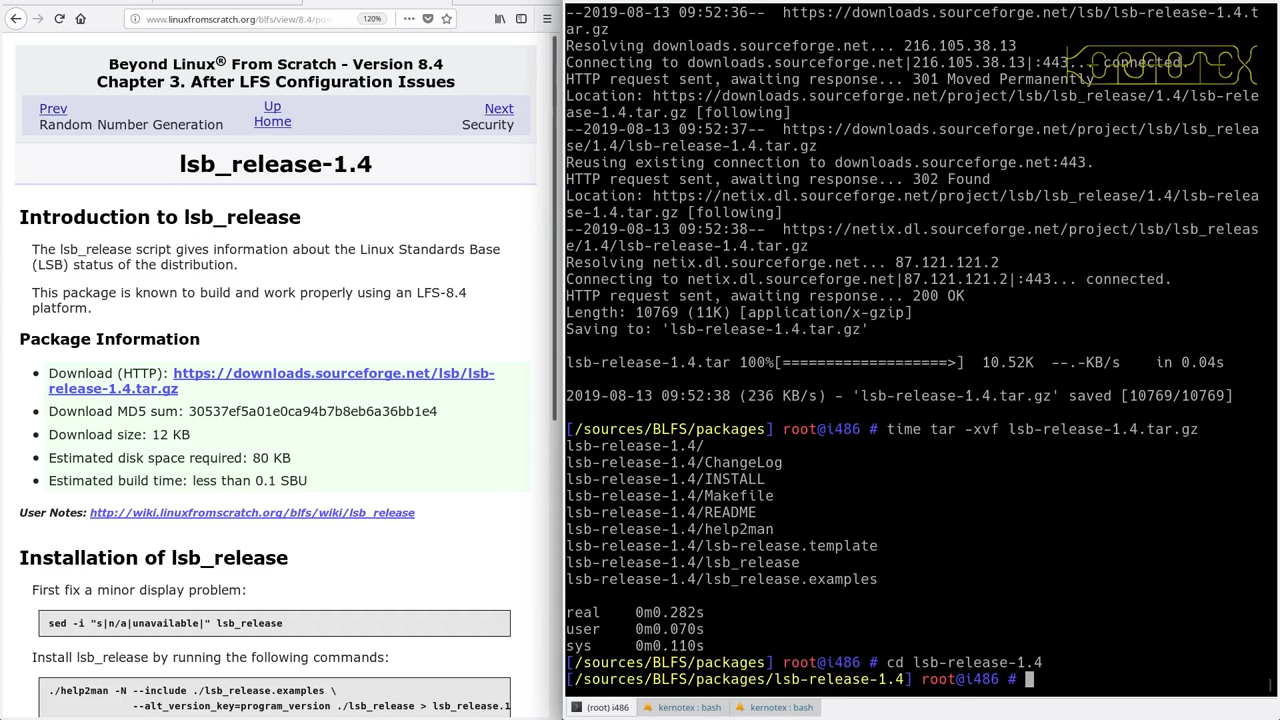 www.linuxfromscratch.org/blfs/view/8.4/post
120%
Beyond Linux® From Scratch - Version 8.4
Chapter 3. After LFS Configuration Issues
Prev
Up
Next
Random Number Generation
Home
Security
lsb_release-1.4
Introduction to lsb_release
The lsb_release script gives information about the Linux Standards Base
(LSB) status of the distribution.
This package is known to build and work properly using an LFS-8.4
platform.
Package Information
Download (HTTP): https://downloads.sourceforge.net/lsb/lsb-
release-1.4.tar.gz
Download MD5 sum: 30537ef5a01e0ca94b7b8eb6a36bb1e4
Download size: 12 KB
Estimated disk space required: 80 KB
Estimated build time: less than 0.1 SBU
User Notes: http://wiki.linuxfromscratch.org/blfs/wiki/lsb_release
Installation of lsb_release
First fix a minor display problem:
sed -i "s|n/a|unavailable|" lsb_release
Install lsb_release by running the following commands:
./help2man -N --include ./lsb_release.examples \
--alt_version_key=program_version ./lsb_release > lsb_release.1
--2019-08-13 09:52:36-- https://downloads.sourceforge.net/lsb/lsb-release-1.4.t
ar.gz
Resolving downloads.sourceforge.net... 216.105.38.13
Connecting to downloads.sourceforge.net|216.105.38.13|:443... connected.
HTTP request sent, awaiting response... 301 Moved Permanently
Location: https://downloads.sourceforge.net/project/lsb/lsb_release/1.4/lsb-rele
ase-1.4.tar.gz [following]
--2019-08-13 09:52:37-- https://downloads.sourceforge.net/project/lsb/lsb_relea
se/1.4/lsb-release-1.4.tar.gz
Reusing existing connection to downloads.sourceforge.net:443.
HTTP request sent, awaiting response... 302 Found
Location: https://netix.dl.sourceforge.net/project/lsb/lsb_release/1.4/lsb-relea
se-1.4.tar.gz [following]
--2019-08-13 09:52:38-- https://netix.dl.sourceforge.net/project/lsb/lsb_releas
e/1.4/lsb-release-1.4.tar.gz
Resolving netix.dl.sourceforge.net... 87.121.121.2
Connecting to netix.dl.sourceforge.net|87.121.121.2|:443... connected.
HTTP request sent, awaiting response... 200 OK
Length: 10769 (11K) [application/x-gzip]
Saving to: 'lsb-release-1.4.tar.gz'
lsb-release-1.4.tar 100%[===================>] 10.52K --.-KB/s in 0.04s
2019-08-13 09:52:38 (236 KB/s) - 'lsb-release-1.4.tar.gz' saved [10769/10769]
[/sources/BLFS/packages] root@i486 # time tar -xvf lsb-release-1.4.tar.gz
lsb-release-1.4/
lsb-release-1.4/ChangeLog
lsb-release-1.4/INSTALL
lsb-release-1.4/Makefile
lsb-release-1.4/README
lsb-release-1.4/help2man
lsb-release-1.4/lsb-release.template
lsb-release-1.4/lsb_release
lsb-release-1.4/lsb_release.examples
real 0m0.282s
user 0m0.070s
sys 0m0.110s
[/sources/BLFS/packages] root@i486 # cd lsb-release-1.4
[/sources/BLFS/packages/lsb-release-1.4] root@i486 #
(root) i486
kernotex : bash
kernotex : bash
KERNOTEX